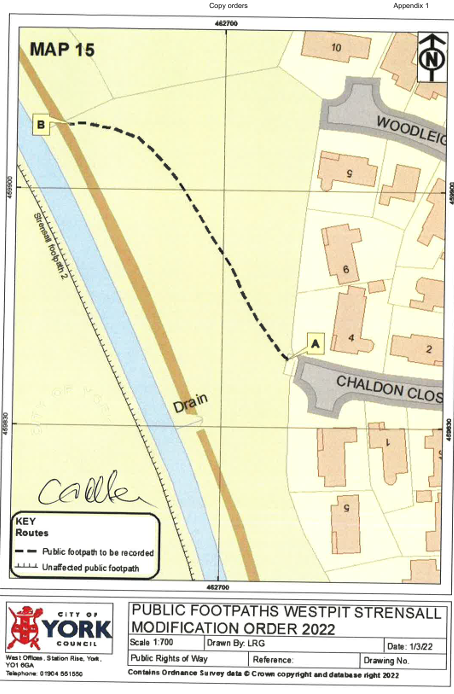 Copy orders
Appendix 1
462700
MAP 15
N
10
WOODLEIG
B
5
459900
459900
Strensall footpath 2
6
A
4
2
CHALDON CLOS
Drain
459830
459830
1
5
KEY
Routes
Public footpath to be recorded
Unaffected public footpath
462700
CITY OF
YORK
COUNCIL
West Offices, Station Rise, York,
YO1 6GA
Telephone: 01904 551550
PUBLIC FOOTPATHS WESTPIT STRENSALL
MODIFICATION ORDER 2022
Scale 1:700
Drawn By: LRG
Date: 1/3/22
Public Rights of Way
Reference:
Drawing No.
Contains Ordnance Survey data © Crown copyright and database right 2022